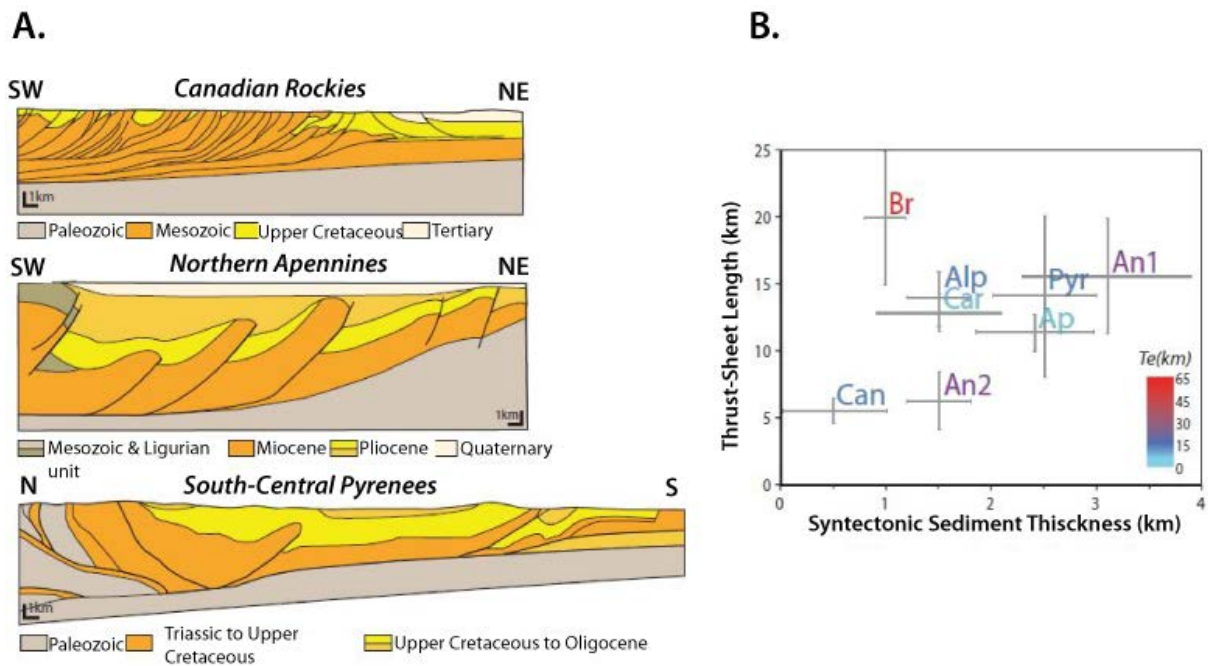 A.
SW Canadian Rockies NE
1km
Paleozoic Mesozoic Upper Cretaceous Tertiary
SW Northern Apennines NE
1km
Mesozoic & Ligurian unit Miocene Pliocene Quaternary
N South-Central Pyrenees S
1km
Paleozoic Triassic to Upper Cretaceous Upper Cretaceous to Oligocene
B.
Thrust-Sheet Length (km)
25
20
15
10
5
0
Br
Alp
Car
Pyr
An1
Ap
Can
An2
Te(km)
65
45
30
15
0
0 1 2 3 4
Syntectonic Sediment Thisckness (km)